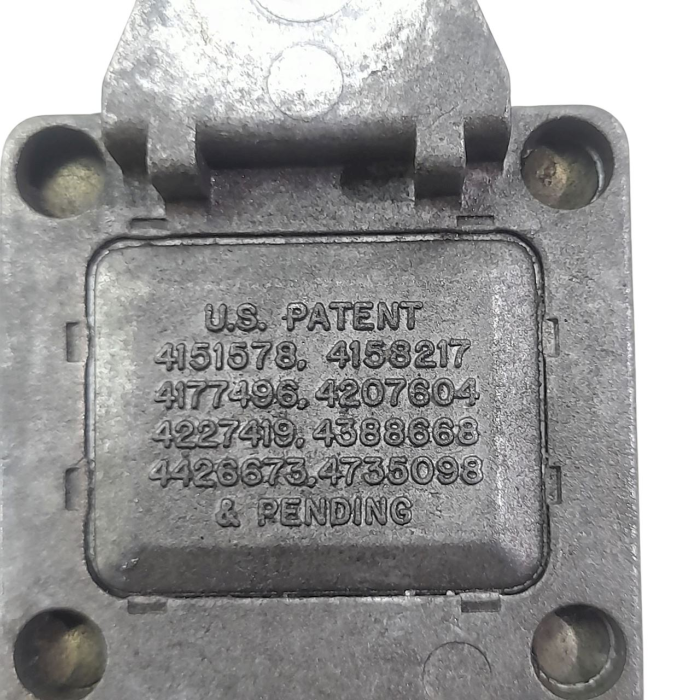 U.S. PATENT
4151578, 4158217
4177496, 4207604
4227419, 4388668
4426673, 4735098
& PENDING